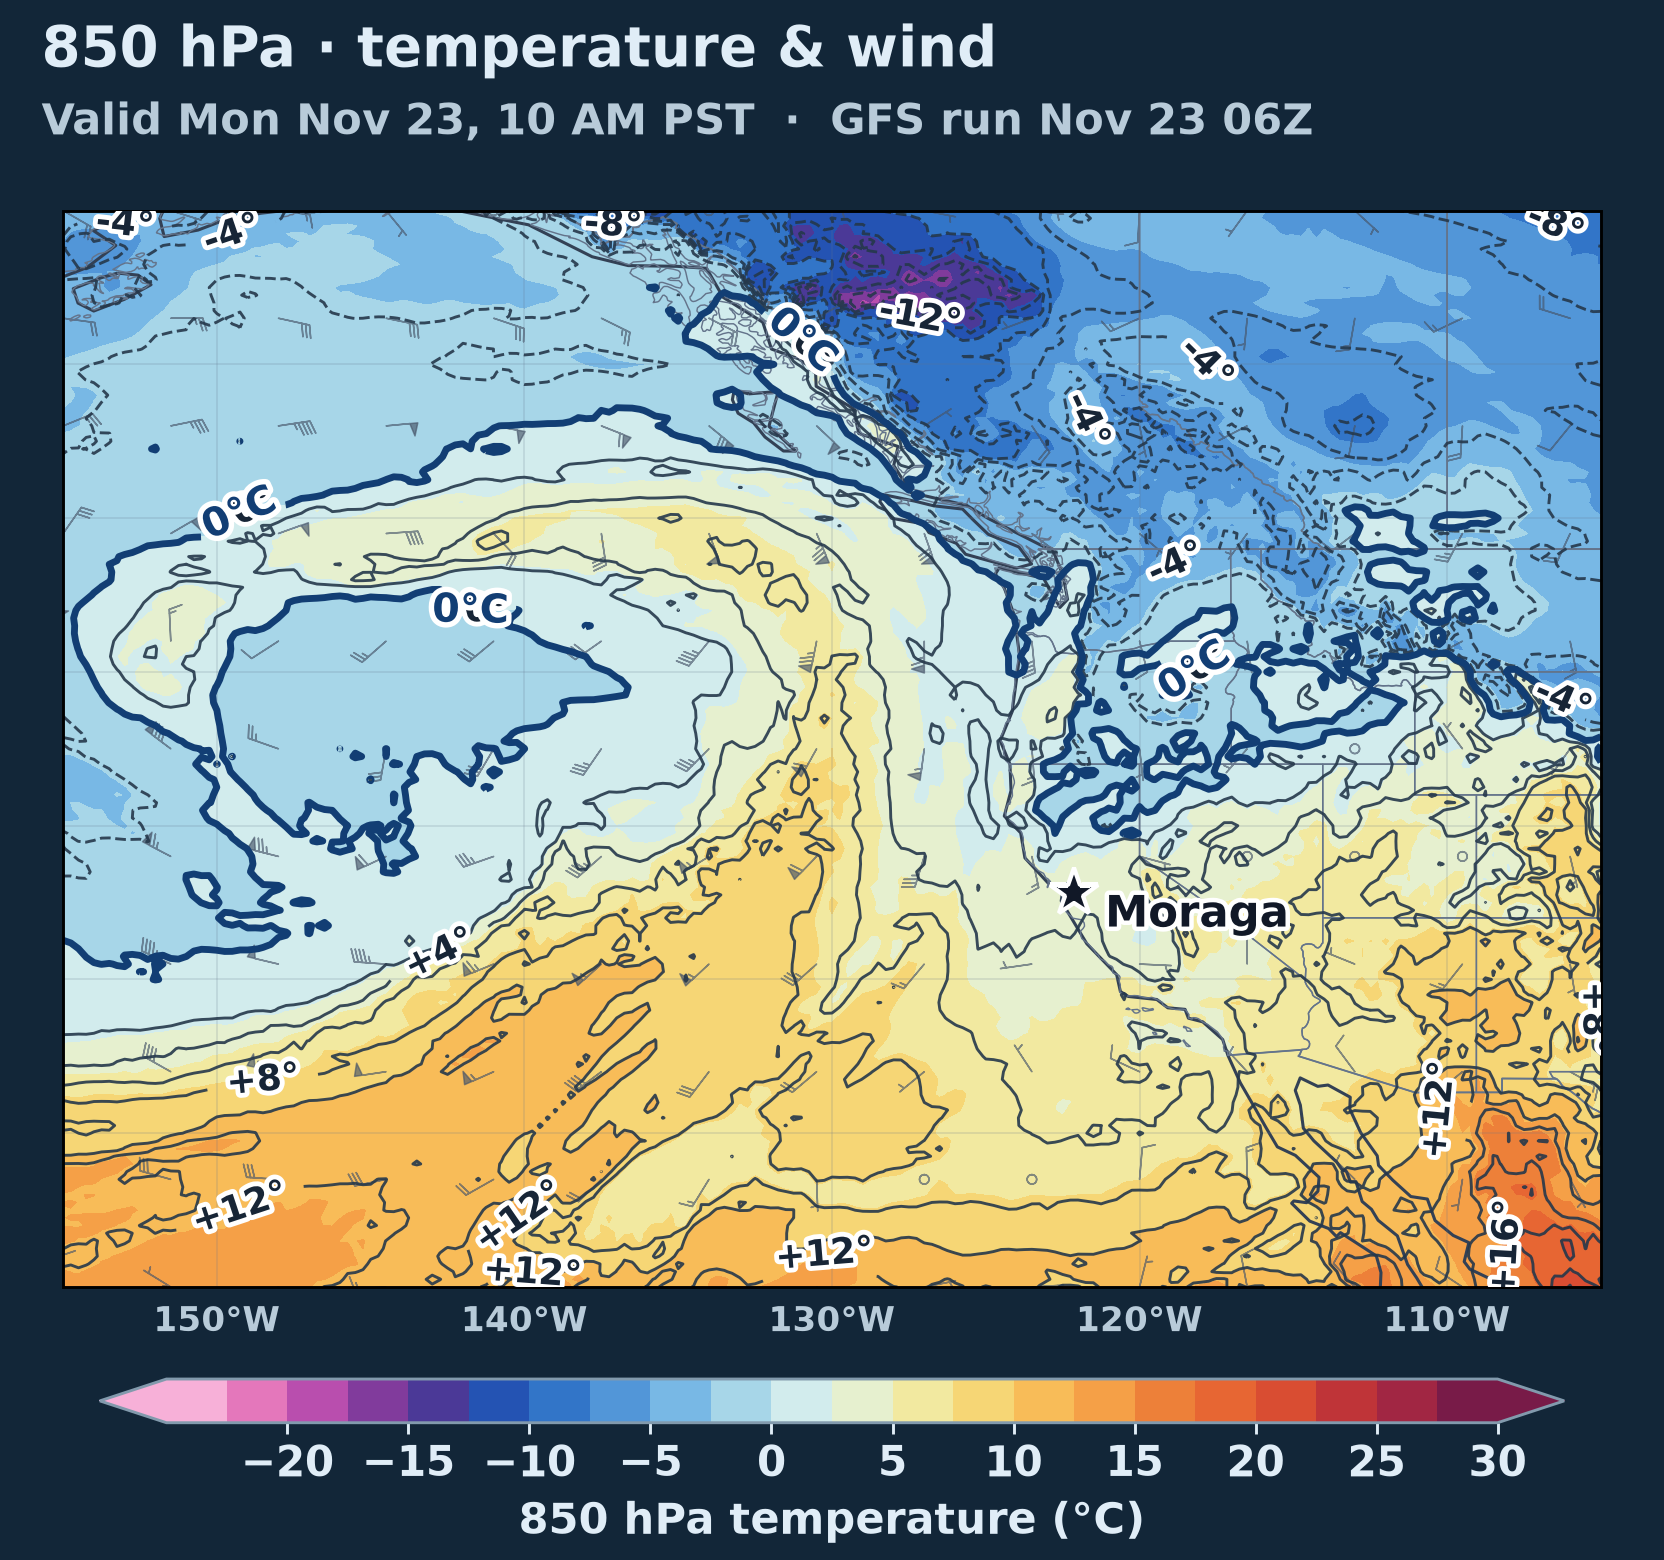 850 hPa · temperature & wind
Valid Mon Nov 23, 10 AM PST · GFS run Nov 23 06Z
-4°
-4°
-8°
-8°
-12°
0°C
-4°
-4°
0°C
-4°
0°C
0°C
-4°
Moraga
+4°
+8°
+8°
+12°
+12°
+12°
+12°
+12°
+16°
150°W 140°W 130°W 120°W 110°W
−20 −15 −10 −5 0 5 10 15 20 25 30
850 hPa temperature (°C)